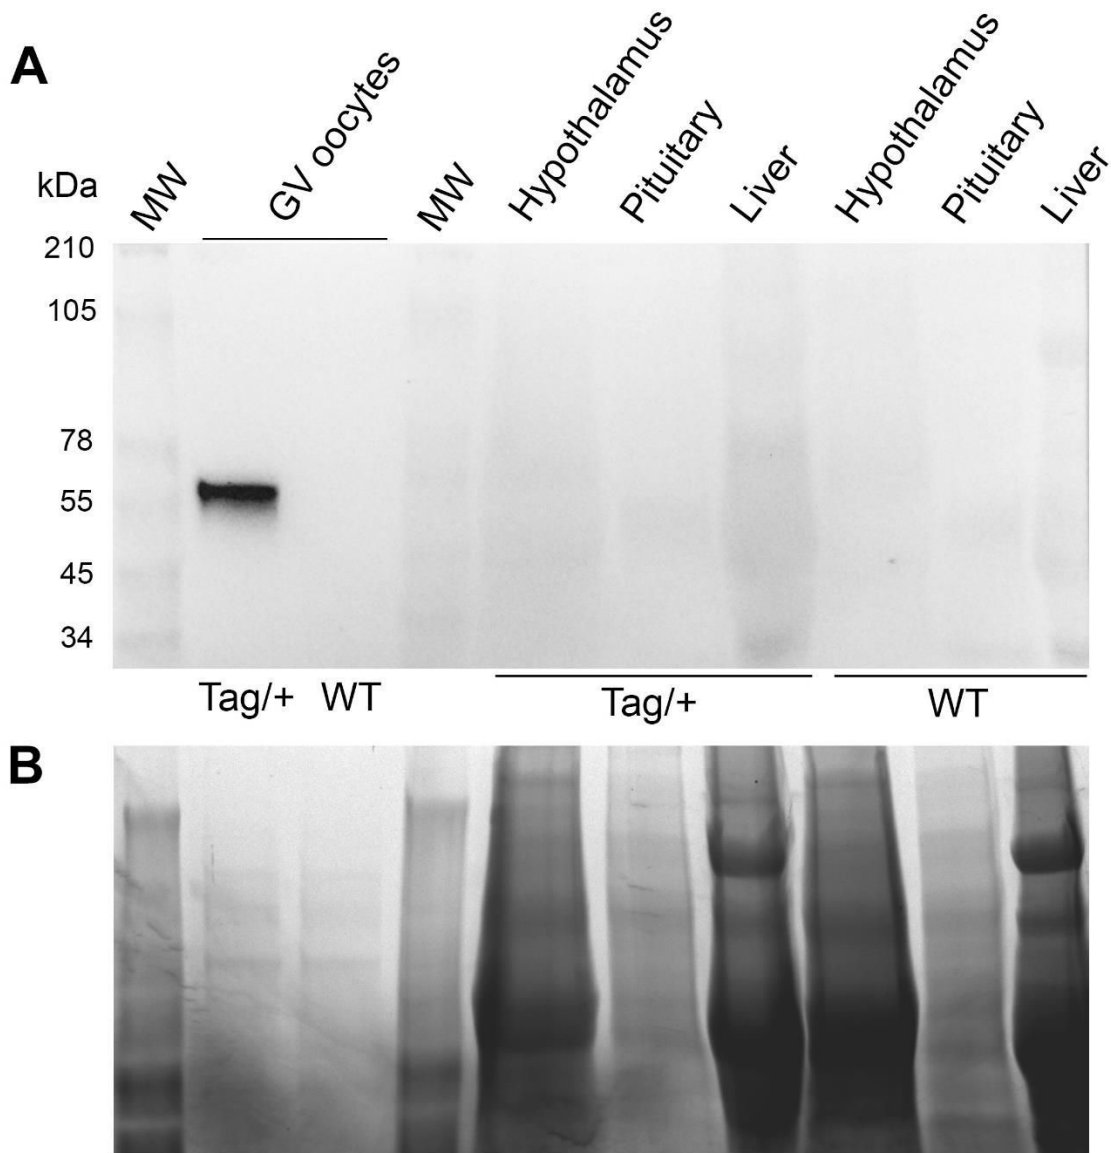 A
kDa
MW
GV oocytes
MW
Hypothalamus
Pituitary
Liver
Hypothalamus
Pituitary
Liver
210
105
78
55
45
34
Tag/+ WT
Tag/+
WT
B